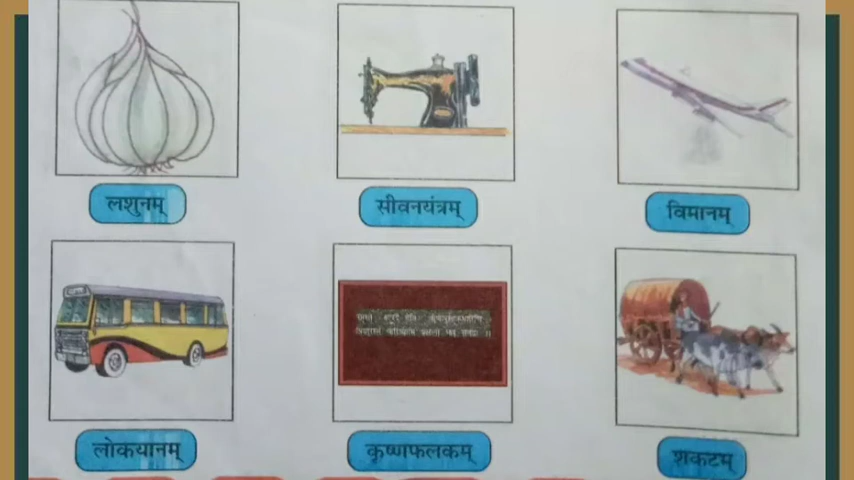 लशुनम्
सीवनयंत्रम्
विमानम्
लोकयानम्
कृष्णफलकम्
शकटम्